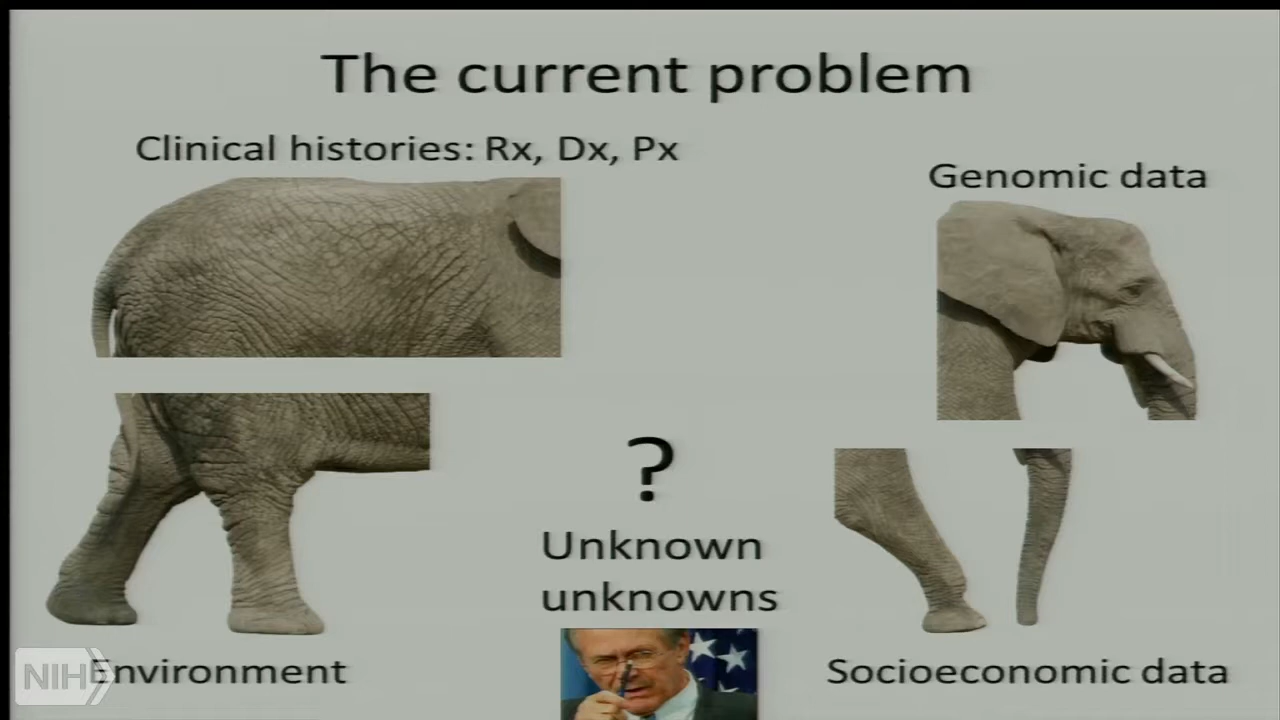 The current problem
Clinical histories: Rx, Dx, Px
Genomic data
?
Unknown
unknowns
Environment
Socioeconomic data
NIH